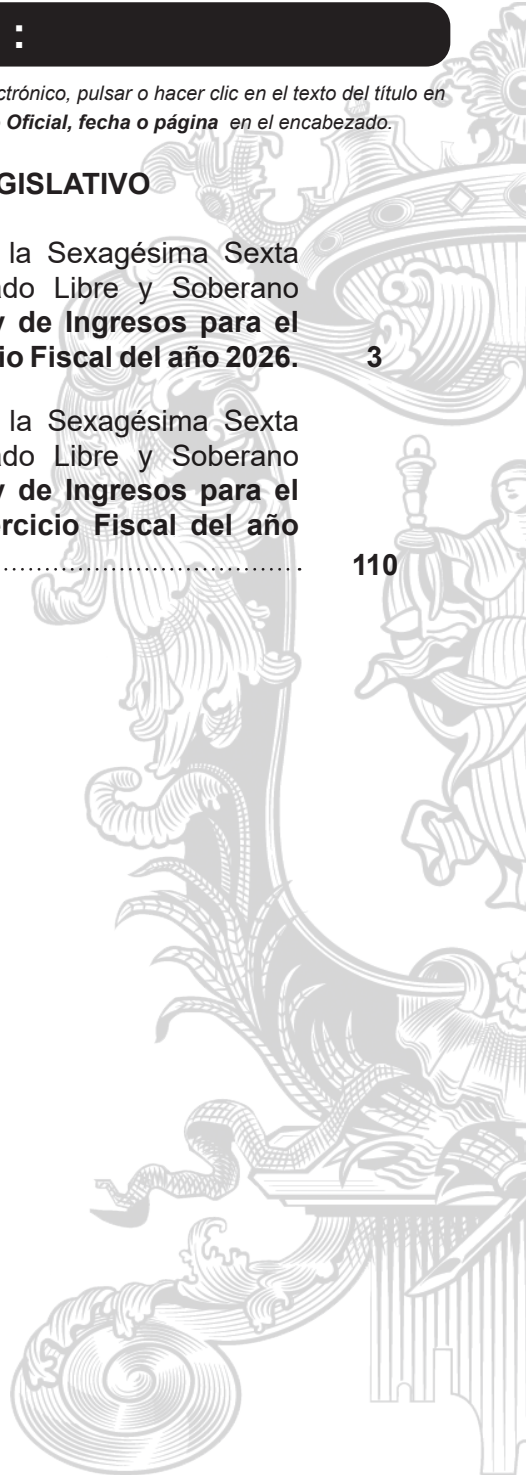 :
ctrónico, pulsar o hacer clic en el texto del título en
Oficial, fecha o página en el encabezado.
GISLATIVO
la Sexagésima Sexta
ado Libre y Soberano
y de Ingresos para el
io Fiscal del año 2026. 3
la Sexagésima Sexta
ado Libre y Soberano
y de Ingresos para el
ercicio Fiscal del año
.................................... 110